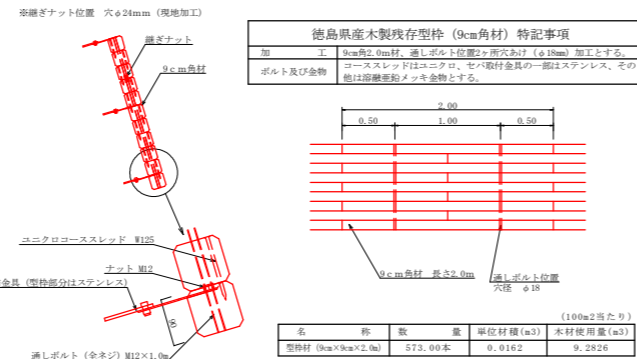 ※継ぎナット位置 穴φ24mm (現地加工)
継ぎナット
9cm角材
徳島県産木製残存型枠 (9cm角材) 特記事項
加 工 9cm角2.0m材、通しボルト位置2ヶ所穴あけ (φ18mm) 加工とする。
ボルト及び金物 コーススレッドはユニクロ、セパ取付金具の一部はステンレス、その
他は溶融亜鉛メッキ金物とする。
2.00
0.50 1.00 0.50
9cm角材 長さ2.0m
通しボルト位置
穴径 φ18
ユニクロコーススレッド W125
ナット M12
金具 (型枠部分はステンレス)
90
通しボルト (全ネジ) M12×1.0m
(100m2当たり)
名 称 数 量 単位材積(m3) 木材使用量(m3)
型枠材 (9cm×9cm×2.0m) 573.00本 0.0162 9.2826